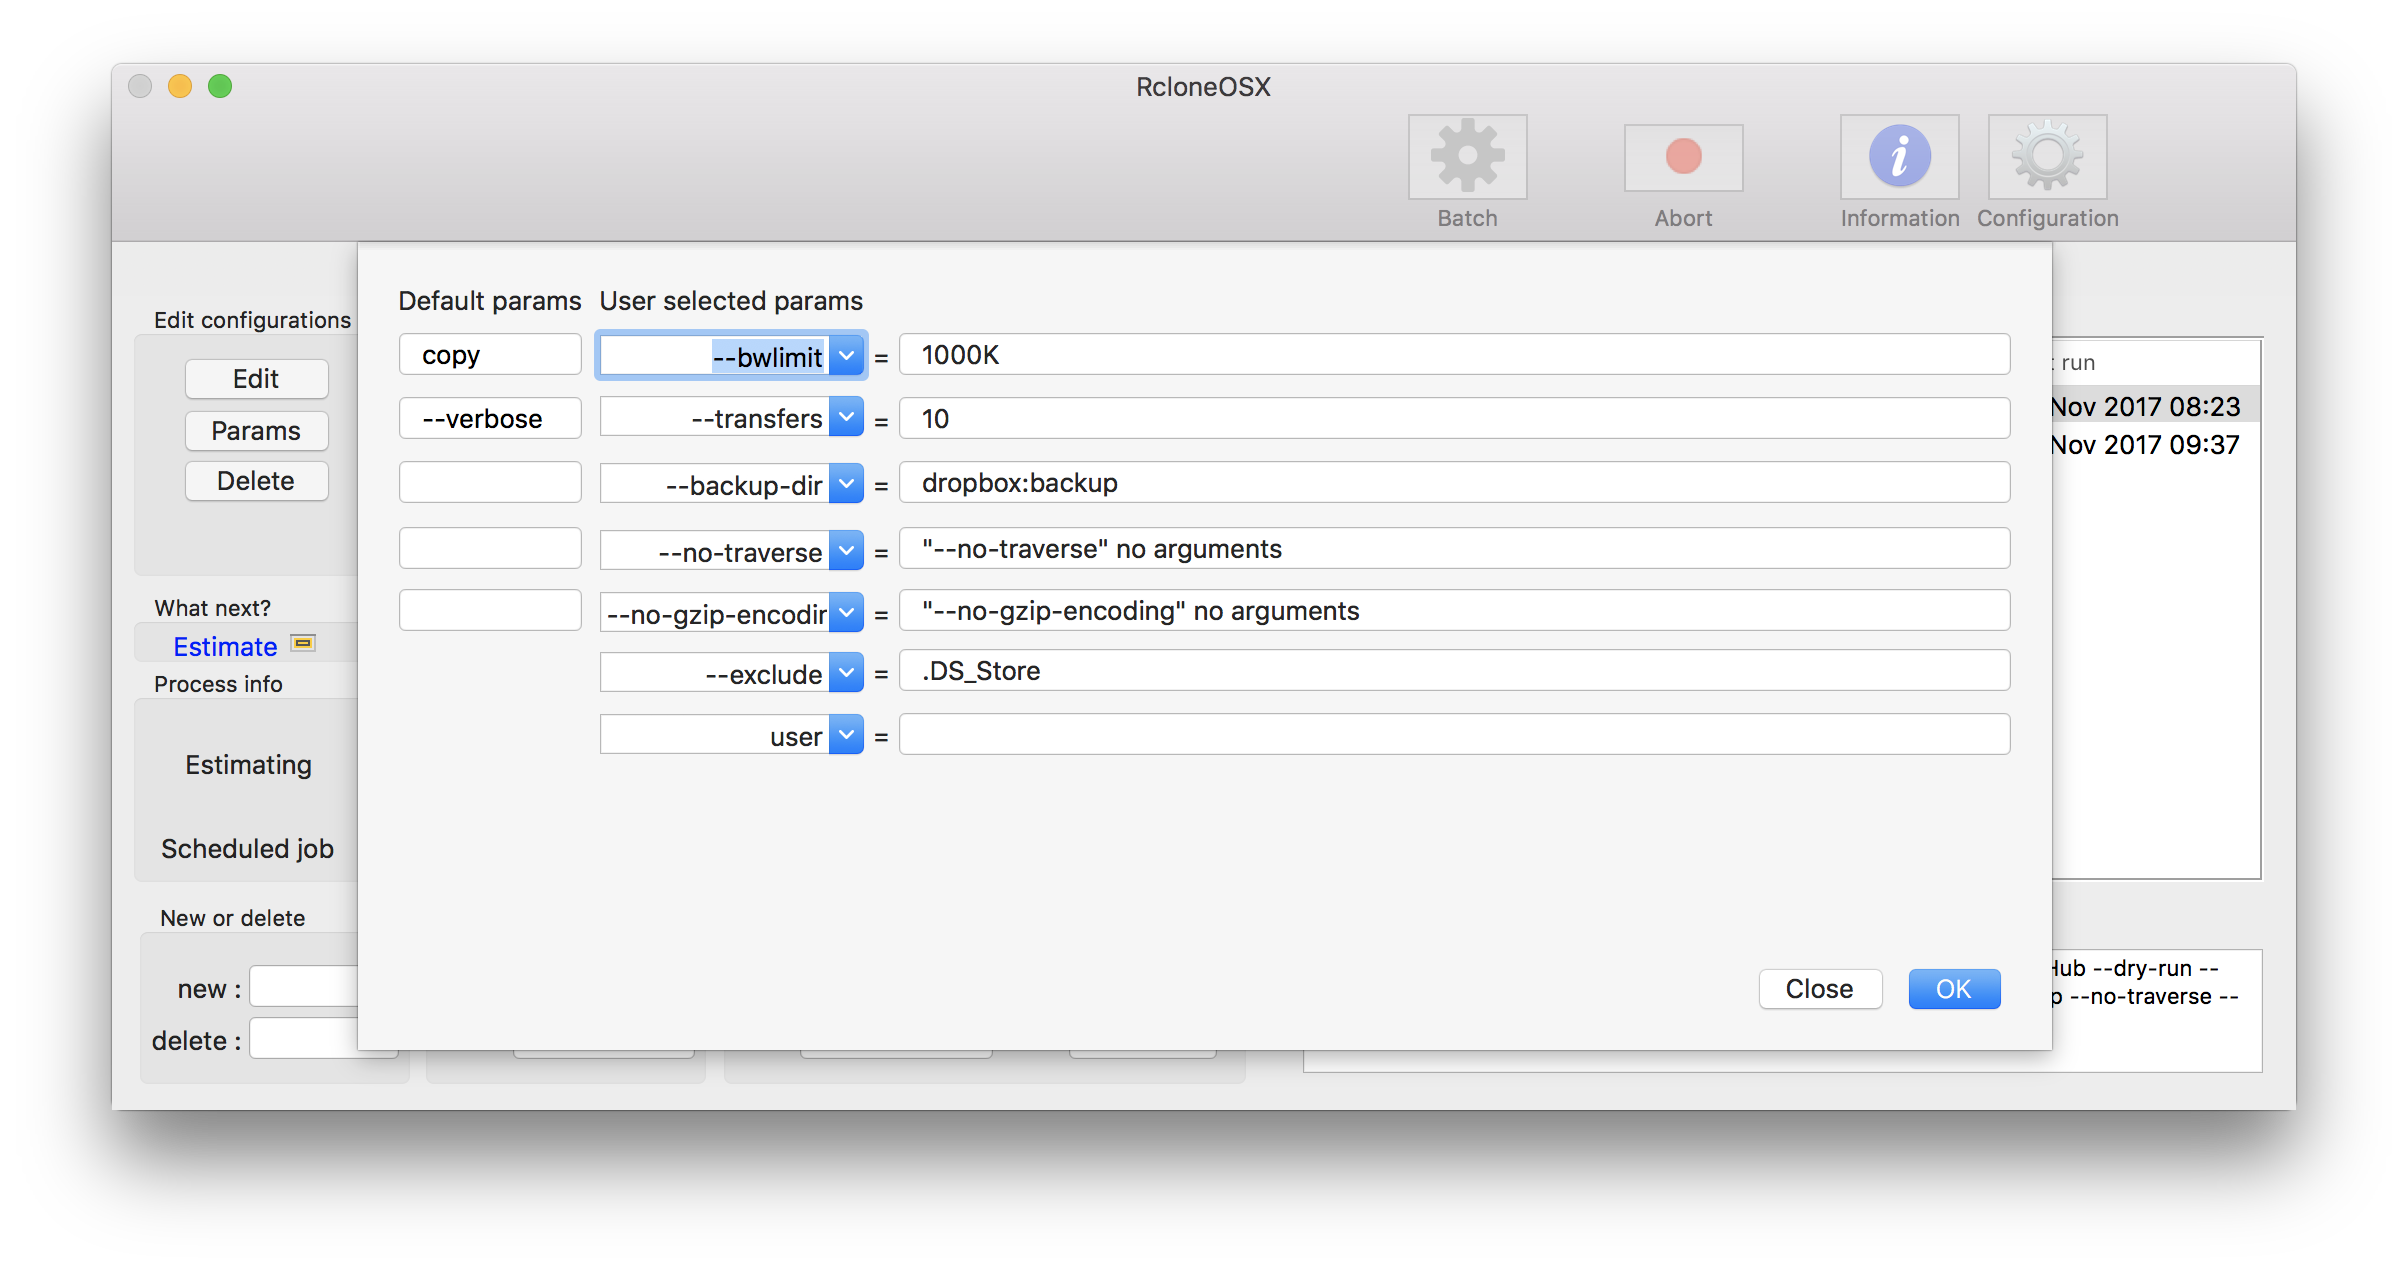 RcloneOSX
Batch
Abort
Information
Configuration
Default params
User selected params
copy
--bwlimit
=
1000K
--verbose
--transfers
=
10
--backup-dir
=
dropbox:backup
--no-traverse
=
"--no-traverse" no arguments
--no-gzip-encodir
=
"--no-gzip-encoding" no arguments
--exclude
=
.DS_Store
user
=
Close
OK
Edit configurations
Edit
Params
Delete
What next?
Estimate
Process info
Estimating
Scheduled job
New or delete
new :
delete :
run
Nov 2017 08:23
Nov 2017 09:37
--dry-run --
--no-traverse --